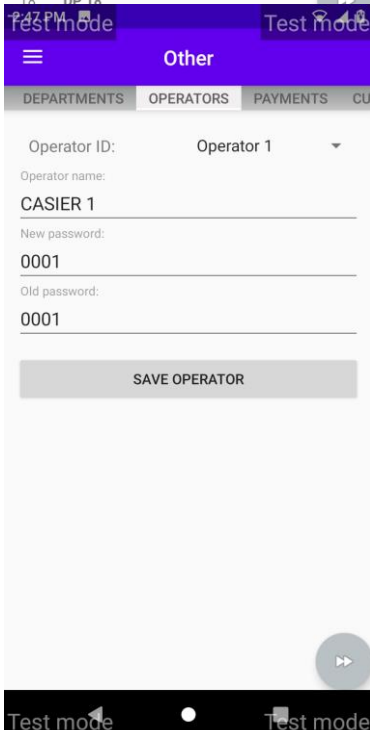 2:47 PM
Test mode Test mode
Other
DEPARTMENTS OPERATORS PAYMENTS CU
Operator ID: Operator 1
Operator name:
CASIER 1
New password:
0001
Old password:
0001
SAVE OPERATOR
Test mode Test mode